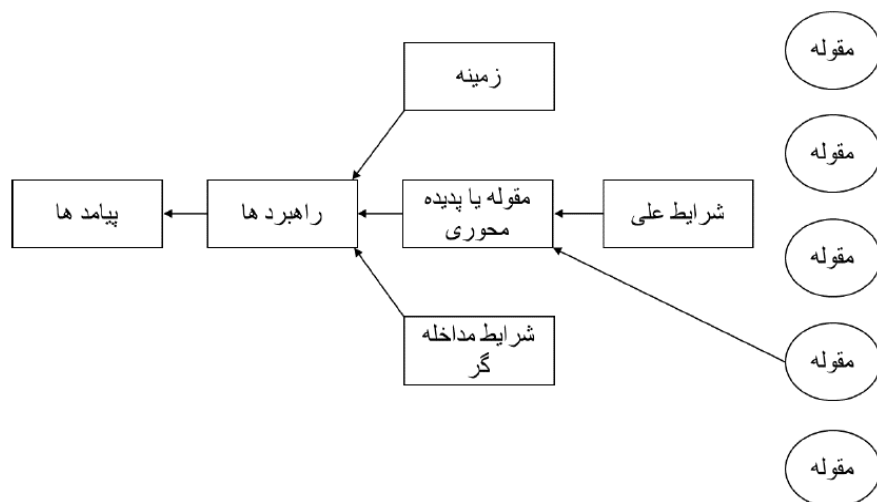 مقوله
زمینه
مقوله
شرایط علی
مقوله یا پدیده
محوری
راهبرد ها
پیامد ها
مقوله
شرایط مداخله
گر
مقوله
مقوله